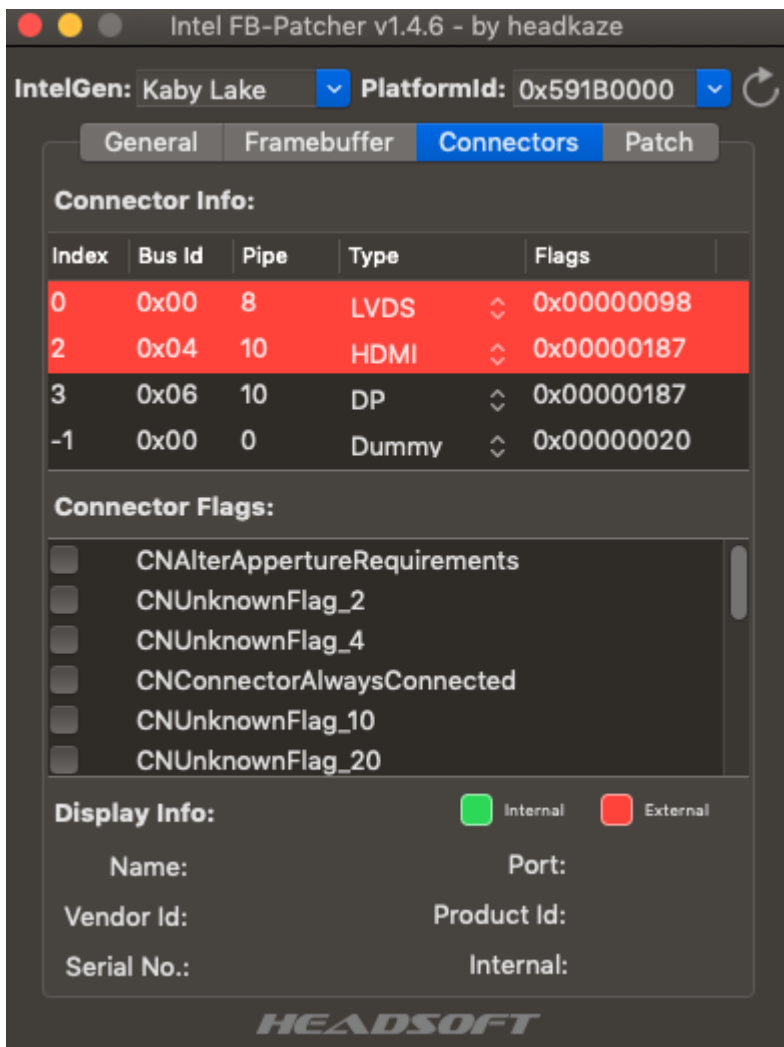 Intel FB-Patcher v1.4.6 - by headkaze
IntelGen: Kaby Lake PlatformId: 0x591B0000
General Framebuffer Connectors Patch
Connector Info:
Index Bus Id Pipe Type Flags
0 0x00 8 LVDS 0x00000098
2 0x04 10 HDMI 0x00000187
3 0x06 10 DP 0x00000187
-1 0x00 0 Dummy 0x00000020
Connector Flags:
CNAlterAppertureRequirements
CNUnknownFlag_2
CNUnknownFlag_4
CNConnectorAlwaysConnected
CNUnknownFlag_10
CNUnknownFlag_20
Display Info: Internal External
Name: Port:
Vendor Id: Product Id:
Serial No.: Internal:
HEADSOFT